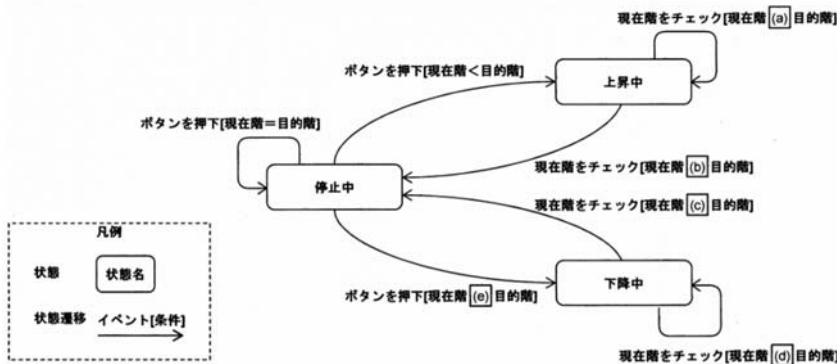 現在階をチェック[現在階 (a) 目的階]
ボタンを押下[現在階＜目的階]
上昇中
ボタンを押下[現在階＝目的階]
現在階をチェック[現在階 (b) 目的階]
停止中
現在階をチェック[現在階 (c) 目的階]
凡例
状態 状態名
下降中
ボタンを押下[現在階 (e) 目的階]
状態遷移 イベント[条件]
現在階をチェック[現在階 (d) 目的階]